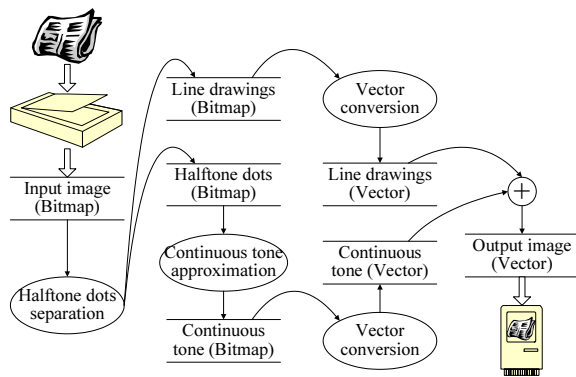 Input image
(Bitmap)
Halftone dots
separation
Line drawings
(Bitmap)
Vector
conversion
Line drawings
(Vector)
Halftone dots
(Bitmap)
Continuous tone
approximation
Continuous
tone (Bitmap)
Vector
conversion
Continuous
tone (Vector)
+
Output image
(Vector)